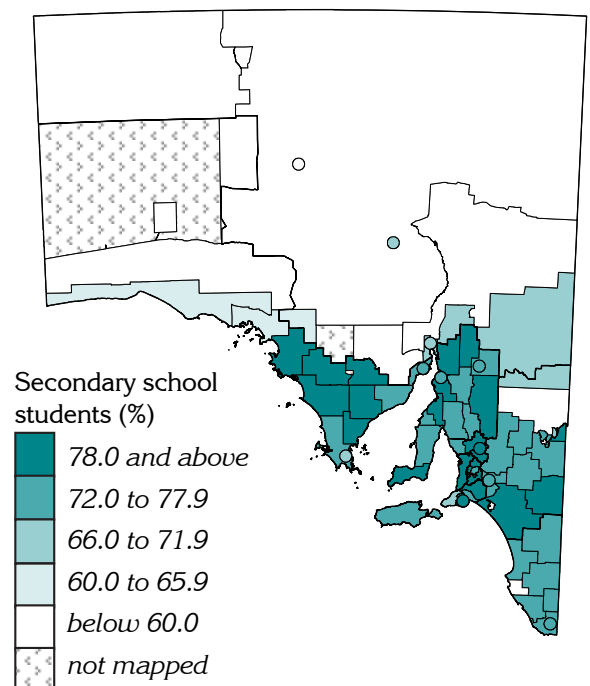 Secondary school
students (%)
78.0 and above
72.0 to 77.9
66.0 to 71.9
60.0 to 65.9
below 60.0
not mapped